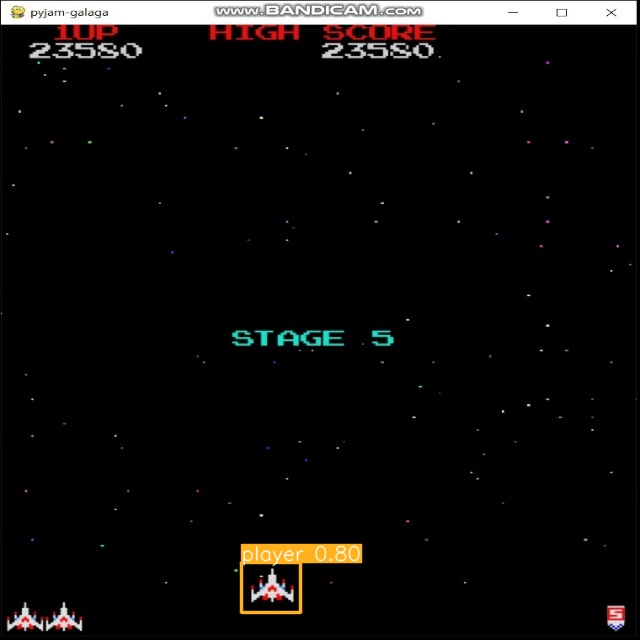 pyjam-galaga
www.BANDICAM.com
1UP HIGH SCORE
23580 23580
STAGE 5
player 0.80
5